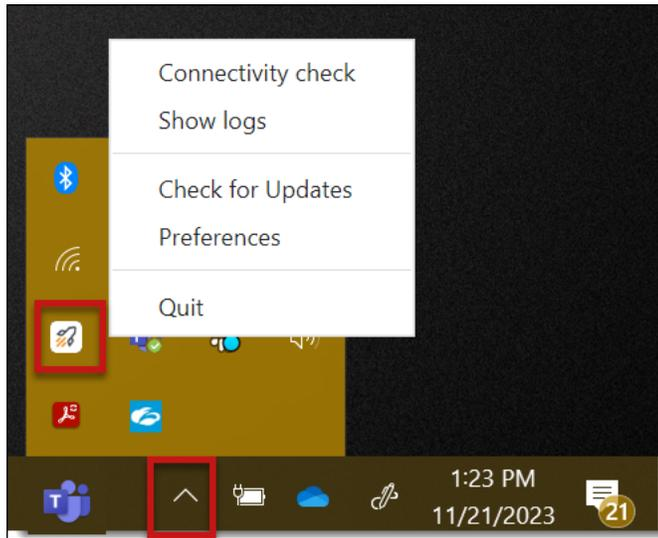 Connectivity check
Show logs
Check for Updates
Preferences
Quit
T
1:23 PM
11/21/2023
21